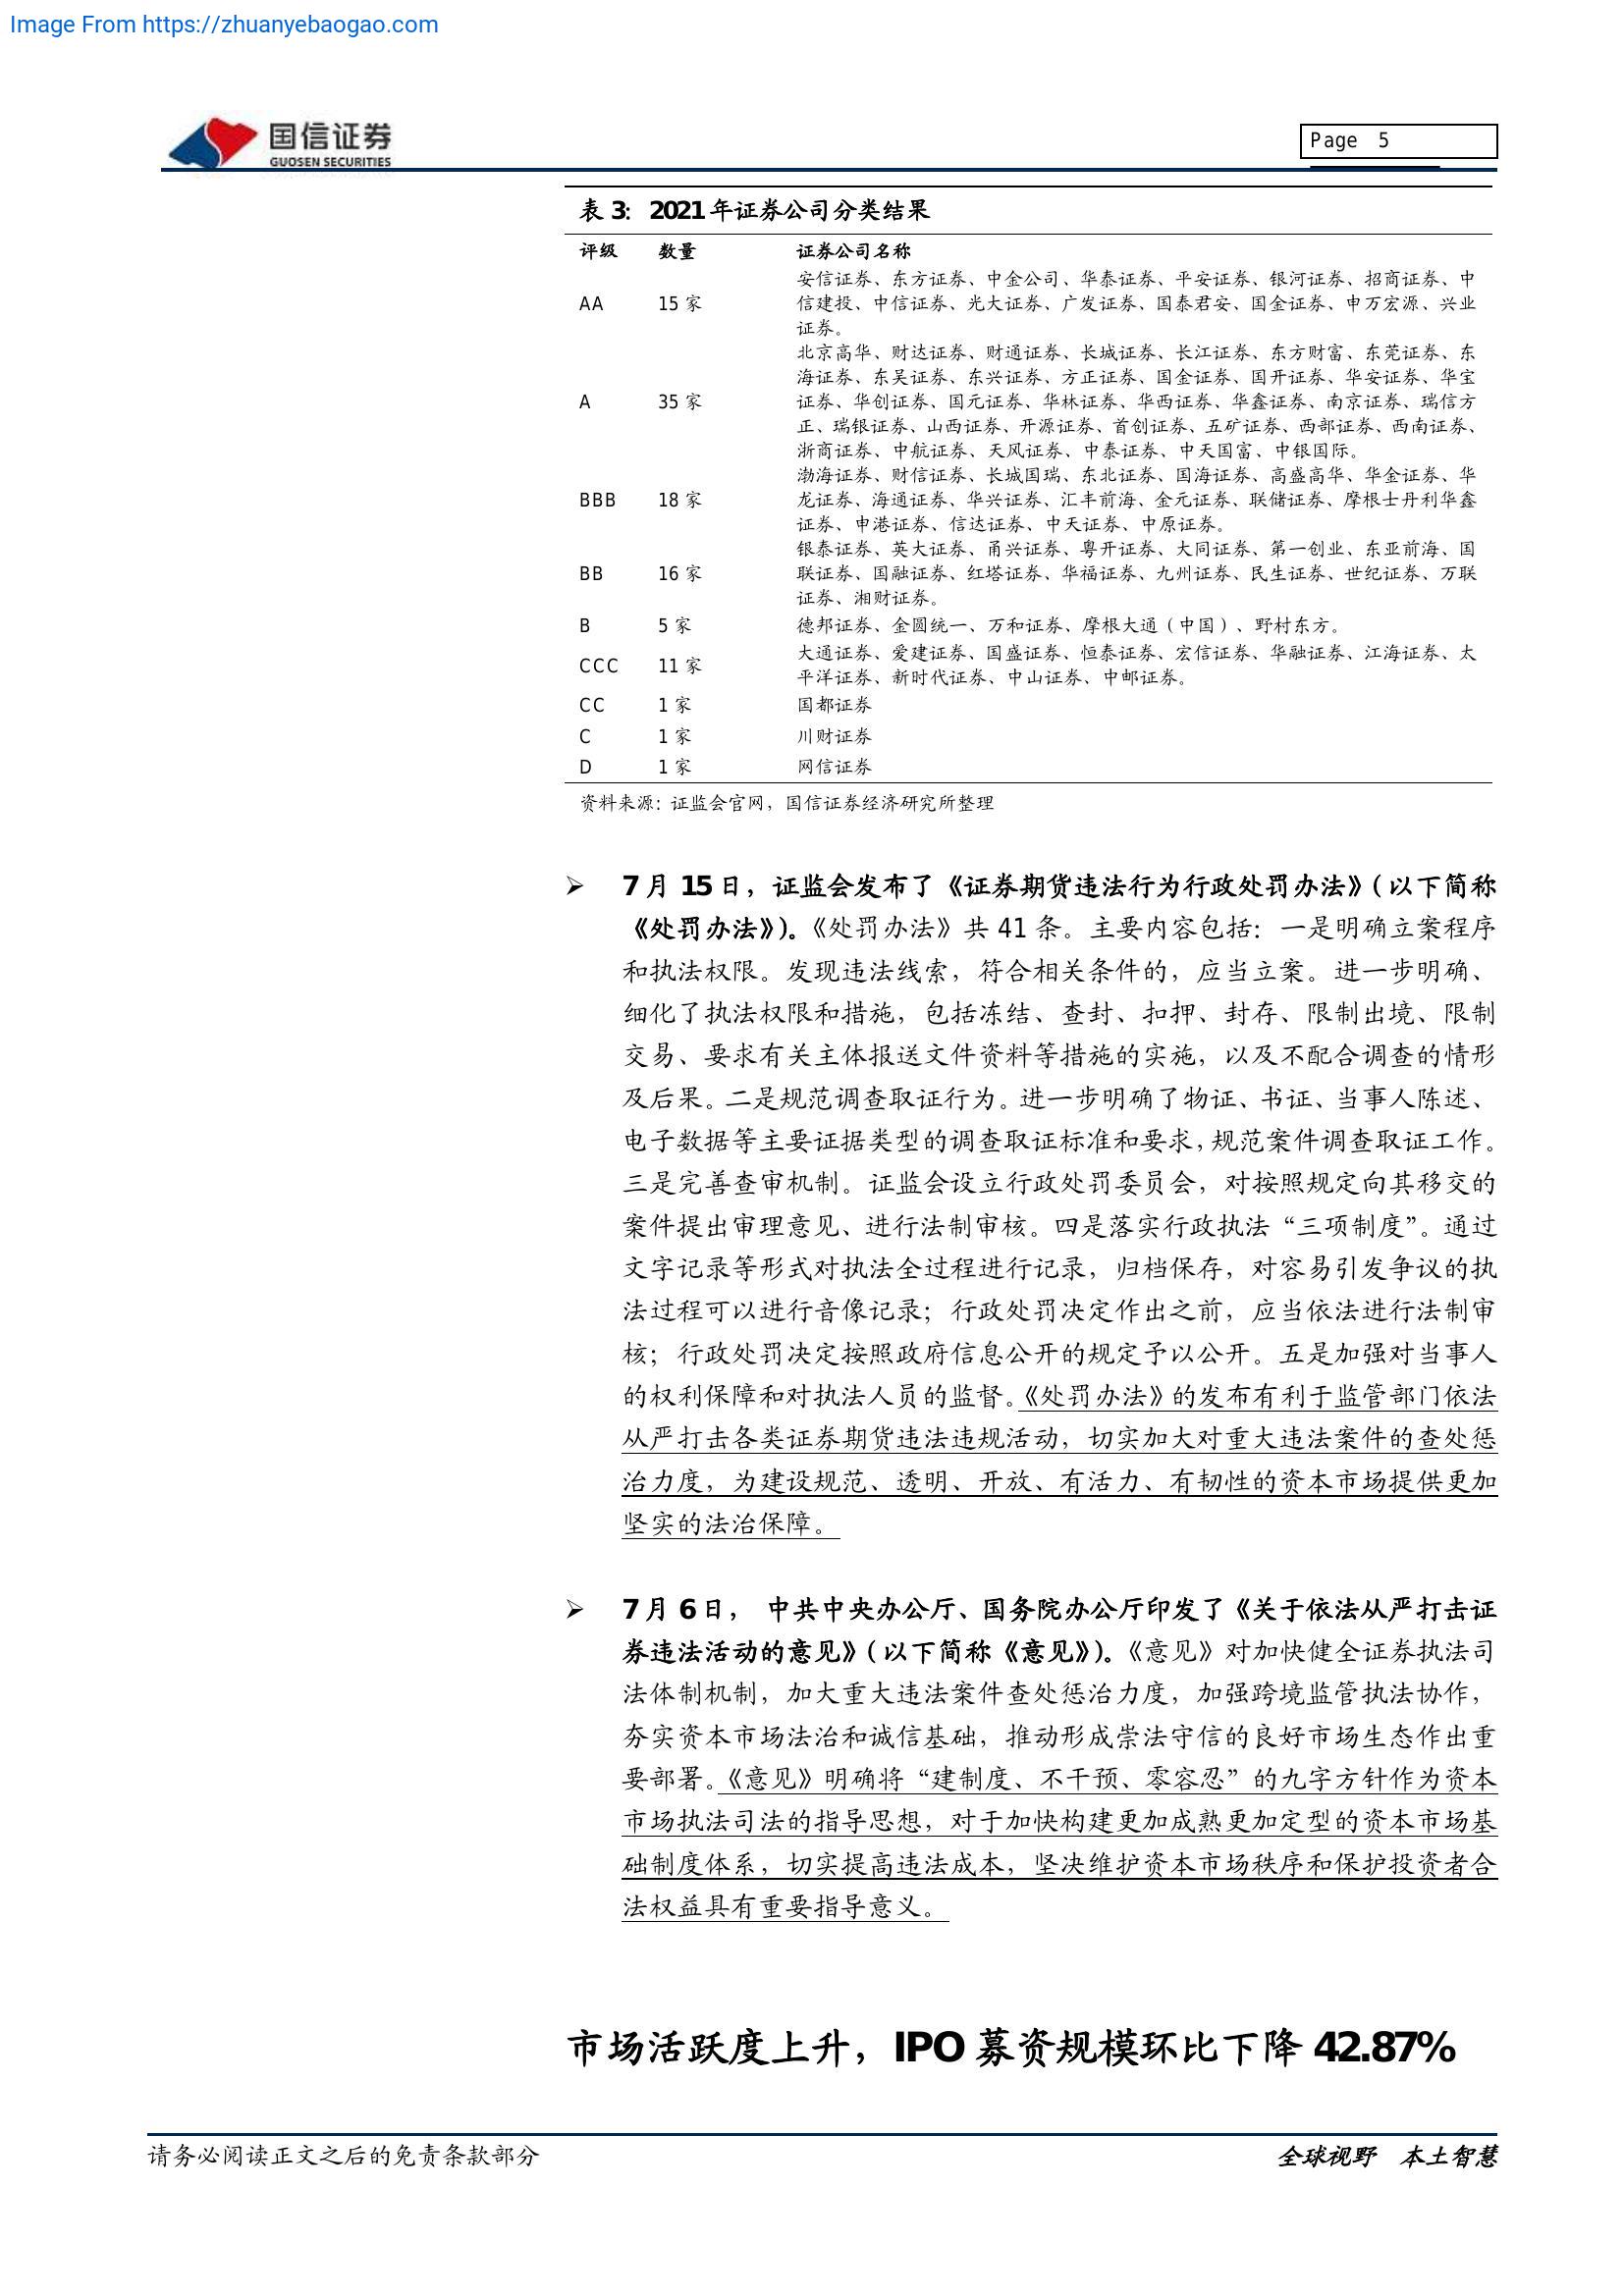 Image From https://zhuanyebaogao.com
国信证券
GUOSEN SECURITIES
Page 5
表 3: 2021 年证券公司分类结果
评级 数量 证券公司名称
安信证券、东方证券、中金公司、华泰证券、平安证券、银河证券、招商证券、中
AA 15 家 信建投、中信证券、光大证券、广发证券、国泰君安、国金证券、申万宏源、兴业
证券。
北京高华、财达证券、财通证券、长城证券、长江证券、东方财富、东莞证券、东
海证券、东吴证券、东兴证券、方正证券、国金证券、国开证券、华安证券、华宝
A 35 家 证券、华创证券、国元证券、华林证券、华西证券、华鑫证券、南京证券、瑞信方
正、瑞银证券、山西证券、开源证券、首创证券、五矿证券、西部证券、西南证券、
浙商证券、中航证券、天风证券、中泰证券、中天国富、中银国际。
渤海证券、财信证券、长城国瑞、东北证券、国海证券、高盛高华、华金证券、华
BBB 18 家 龙证券、海通证券、华兴证券、汇丰前海、金元证券、联储证券、摩根士丹利华鑫
证券、申港证券、信达证券、中天证券、中原证券。
银泰证券、英大证券、甬兴证券、粤开证券、大同证券、第一创业、东亚前海、国
BB 16 家 联证券、国融证券、红塔证券、华福证券、九州证券、民生证券、世纪证券、万联
证券、湘财证券。
B 5 家 德邦证券、金圆统一、万和证券、摩根大通（中国）、野村东方。
大通证券、爱建证券、国盛证券、恒泰证券、宏信证券、华融证券、江海证券、太
CCC 11 家 平洋证券、新时代证券、中山证券、中邮证券。
CC 1 家 国都证券
C 1 家 川财证券
D 1 家 网信证券
资料来源：证监会官网，国信证券经济研究所整理
➢ 7 月 15 日，证监会发布了《证券期货违法行为行政处罚办法》（以下简称
《处罚办法》）。《处罚办法》共 41 条。主要内容包括：一是明确立案程序
和执法权限。发现违法线索，符合相关条件的，应当立案。进一步明确、
细化了执法权限和措施，包括冻结、查封、扣押、封存、限制出境、限制
交易、要求有关主体报送文件资料等措施的实施，以及不配合调查的情形
及后果。二是规范调查取证行为。进一步明确了物证、书证、当事人陈述、
电子数据等主要证据类型的调查取证标准和要求，规范案件调查取证工作。
三是完善查审机制。证监会设立行政处罚委员会，对按照规定向其移交的
案件提出审理意见、进行法制审核。四是落实行政执法“三项制度”。通过
文字记录等形式对执法全过程进行记录，归档保存，对容易引发争议的执
法过程可以进行音像记录；行政处罚决定作出之前，应当依法进行法制审
核；行政处罚决定按照政府信息公开的规定予以公开。五是加强对当事人
的权利保障和对执法人员的监督。《处罚办法》的发布有利于监管部门依法
从严打击各类证券期货违法违规活动，切实加大对重大违法案件的查处惩
治力度，为建设规范、透明、开放、有活力、有韧性的资本市场提供更加
坚实的法治保障。
➢ 7 月 6 日， 中共中央办公厅、国务院办公厅印发了《关于依法从严打击证
券违法活动的意见》（以下简称《意见》）。《意见》对加快健全证券执法司
法体制机制，加大重大违法案件查处惩治力度，加强跨境监管执法协作，
夯实资本市场法治和诚信基础，推动形成崇法守信的良好市场生态作出重
要部署。《意见》明确将“建制度、不干预、零容忍”的九字方针作为资本
市场执法司法的指导思想，对于加快构建更加成熟更加定型的资本市场基
础制度体系，切实提高违法成本，坚决维护资本市场秩序和保护投资者合
法权益具有重要指导意义。
市场活跃度上升，IPO 募资规模环比下降 42.87%
请务必阅读正文之后的免责条款部分 全球视野 本土智慧